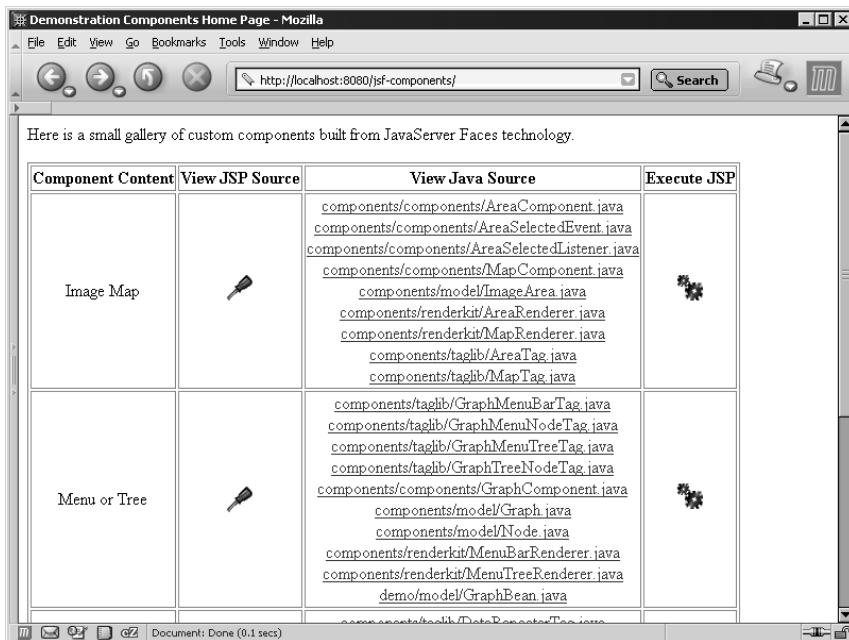 Demonstration Components Home Page - Mozilla
File Edit View Go Bookmarks Tools Window Help
http://localhost:8080/jsf-components/ Search
Here is a small gallery of custom components built from JavaServer Faces technology.
Component Content View JSP Source View Java Source Execute JSP
components/components/AreaComponent.java
components/components/AreaSelectedEvent.java
components/components/AreaSelectedListener.java
components/components/MapComponent.java
Image Map components/model/ImageArea.java
components/renderkit/AreaRenderer.java
components/renderkit/MapRenderer.java
components/taglib/AreaTag.java
components/taglib/MapTag.java
components/taglib/GraphMenuBarTag.java
components/taglib/GraphMenuNodeTag.java
components/taglib/GraphMenuTreeTag.java
components/taglib/GraphTreeNodeTag.java
Menu or Tree components/components/GraphComponent.java
components/model/Graph.java
components/model/Node.java
components/renderkit/MenuBarRenderer.java
components/renderkit/MenuTreeRenderer.java
demo/model/GraphBean.java
components/taglib/DataRepeaterTag.java
Document: Done (0.1 secs)